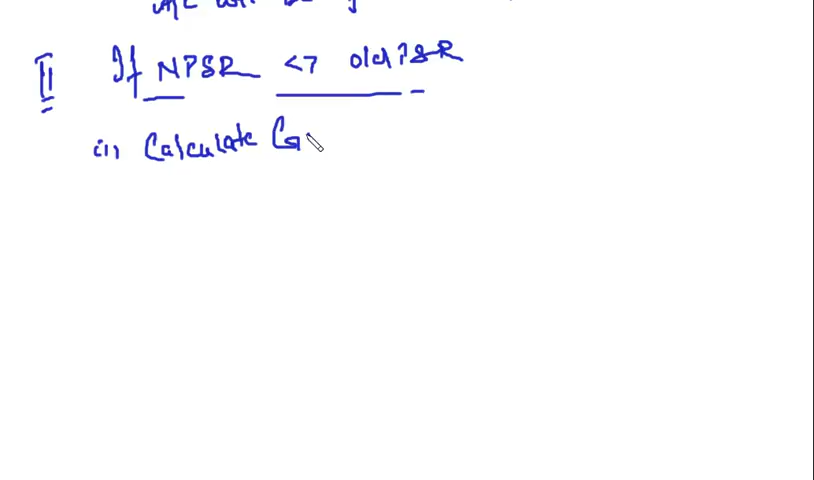 II If NPSR <> old PSR
(i) Calculate G